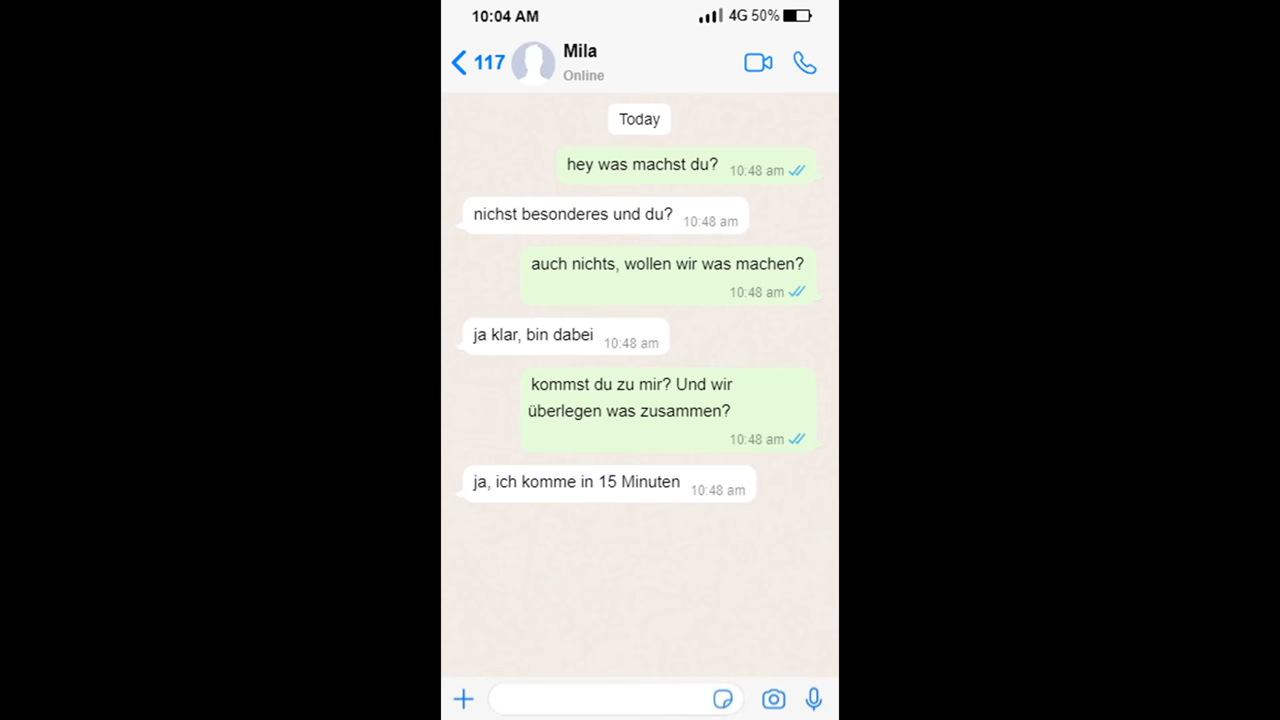 10:04 AM 4G 50%
117 Mila
Online
Today
hey was machst du? 10:48 am
nichst besonderes und du? 10:48 am
auch nichts, wollen wir was machen?
10:48 am
ja klar, bin dabei 10:48 am
kommst du zu mir? Und wir
überlegen was zusammen?
10:48 am
ja, ich komme in 15 Minuten 10:48 am